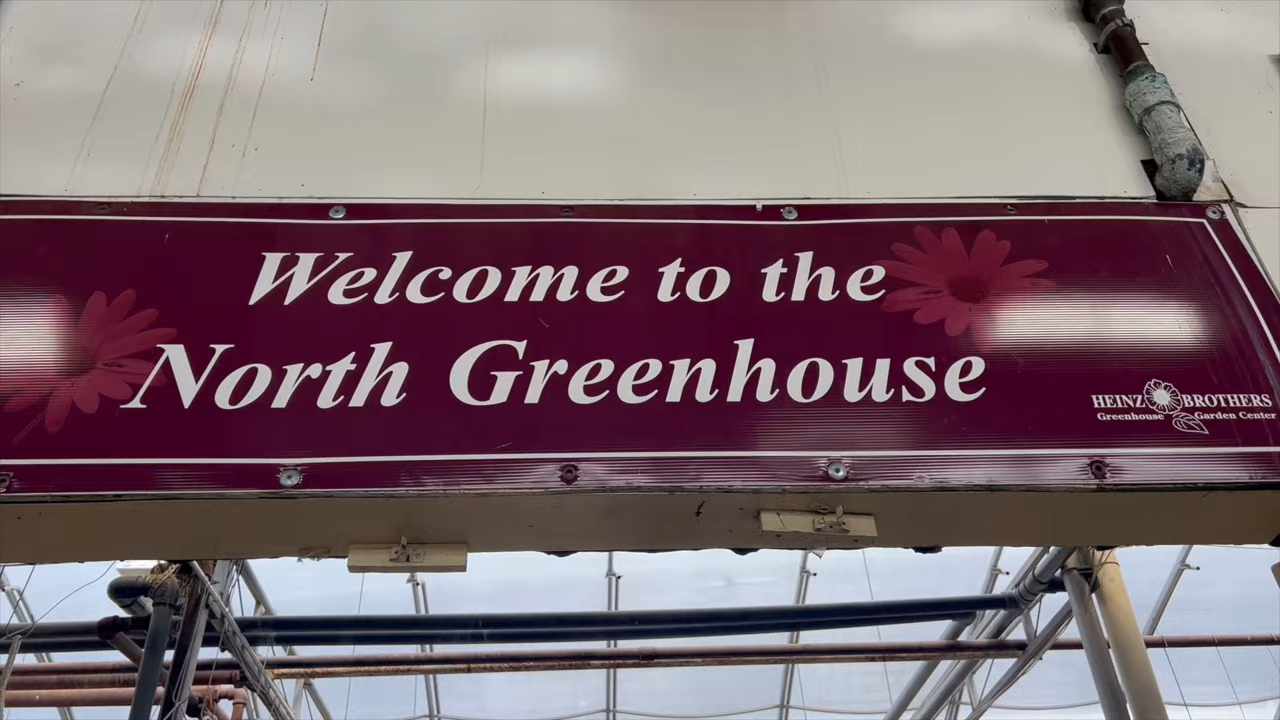 Welcome to the
North Greenhouse
HEINZ BROTHERS
Greenhouse Garden Center